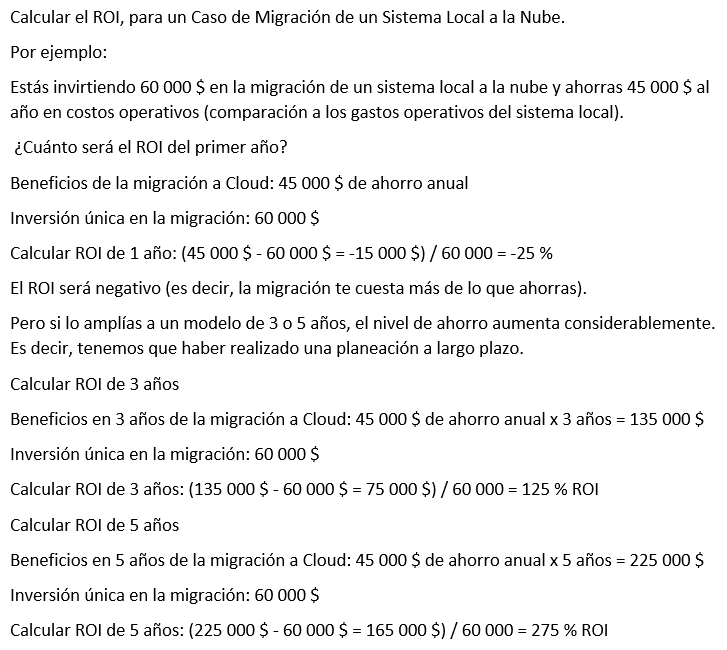 Calcular el ROI, para un Caso de Migración de un Sistema Local a la Nube.
Por ejemplo:
Estás invirtiendo 60 000 $ en la migración de un sistema local a la nube y ahorras 45 000 $ al
año en costos operativos (comparación a los gastos operativos del sistema local).
¿Cuánto será el ROI del primer año?
Beneficios de la migración a Cloud: 45 000 $ de ahorro anual
Inversión única en la migración: 60 000 $
Calcular ROI de 1 año: (45 000 $ - 60 000 $ = -15 000 $) / 60 000 = -25 %
El ROI será negativo (es decir, la migración te cuesta más de lo que ahorras).
Pero si lo amplías a un modelo de 3 o 5 años, el nivel de ahorro aumenta considerablemente.
Es decir, tenemos que haber realizado una planeación a largo plazo.
Calcular ROI de 3 años
Beneficios en 3 años de la migración a Cloud: 45 000 $ de ahorro anual x 3 años = 135 000 $
Inversión única en la migración: 60 000 $
Calcular ROI de 3 años: (135 000 $ - 60 000 $ = 75 000 $) / 60 000 = 125 % ROI
Calcular ROI de 5 años
Beneficios en 5 años de la migración a Cloud: 45 000 $ de ahorro anual x 5 años = 225 000 $
Inversión única en la migración: 60 000 $
Calcular ROI de 5 años: (225 000 $ - 60 000 $ = 165 000 $) / 60 000 = 275 % ROI